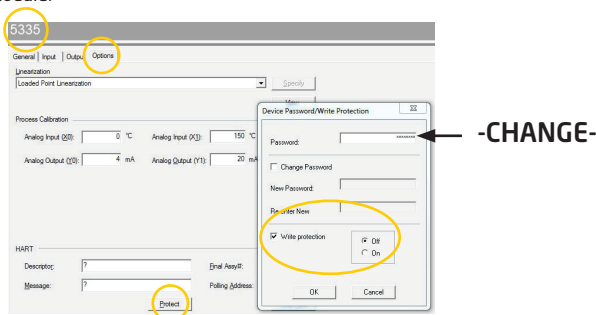 5335
General Input Outpu Options
Linearization
Loaded Point Linearization Specify
Device Password/Write Protection
Process Calibration
Analog Input (X0): 0 °C Analog Input (X1): 150 °C
Password: ******** -CHANGE-
Analog Output (Y0): 4 mA Analog Output (Y1): 20 mA
Change Password
New Password:
Re-enter New
Write protection Off
On
HART
Descriptor: ? Final Assy#:
Message: ? Polling Address:
OK Cancel
Protect